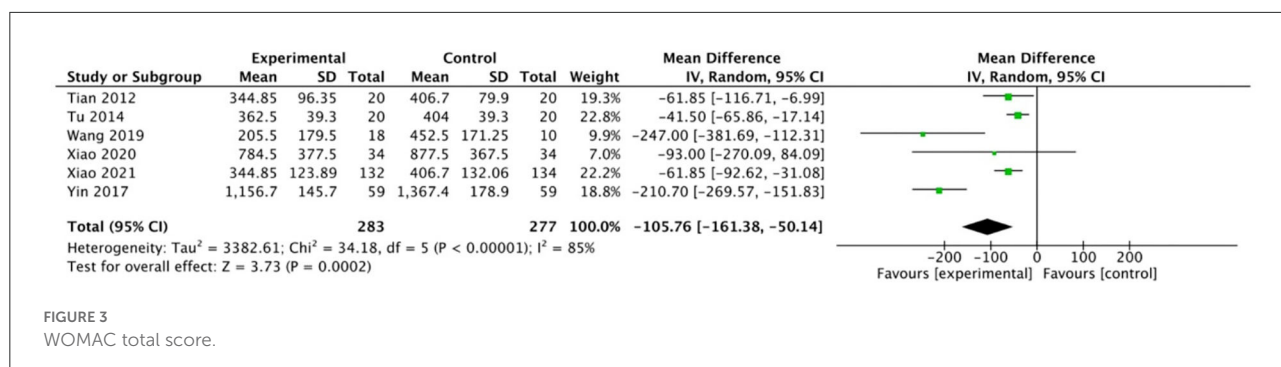 Experimental Control Mean Difference Mean Difference
Study or Subgroup Mean SD Total Mean SD Total Weight IV, Random, 95% CI IV, Random, 95% CI
Tian 2012 344.85 96.35 20 406.7 79.9 20 19.3% −61.85 [−116.71, −6.99]
Tu 2014 362.5 39.3 20 404 39.3 20 22.8% −41.50 [−65.86, −17.14]
Wang 2019 205.5 179.5 18 452.5 171.25 10 9.9% −247.00 [−381.69, −112.31]
Xiao 2020 784.5 377.5 34 877.5 367.5 34 7.0% −93.00 [−270.09, 84.09]
Xiao 2021 344.85 123.89 132 406.7 132.06 134 22.2% −61.85 [−92.62, −31.08]
Yin 2017 1,156.7 145.7 59 1,367.4 178.9 59 18.8% −210.70 [−269.57, −151.83]
Total (95% CI) 283 277 100.0% −105.76 [−161.38, −50.14]
Heterogeneity: Tau² = 3382.61; Chi² = 34.18, df = 5 (P < 0.00001); I² = 85%
Test for overall effect: Z = 3.73 (P = 0.0002)
−200 −100 0 100 200
Favours [experimental] Favours [control]
FIGURE 3
WOMAC total score.